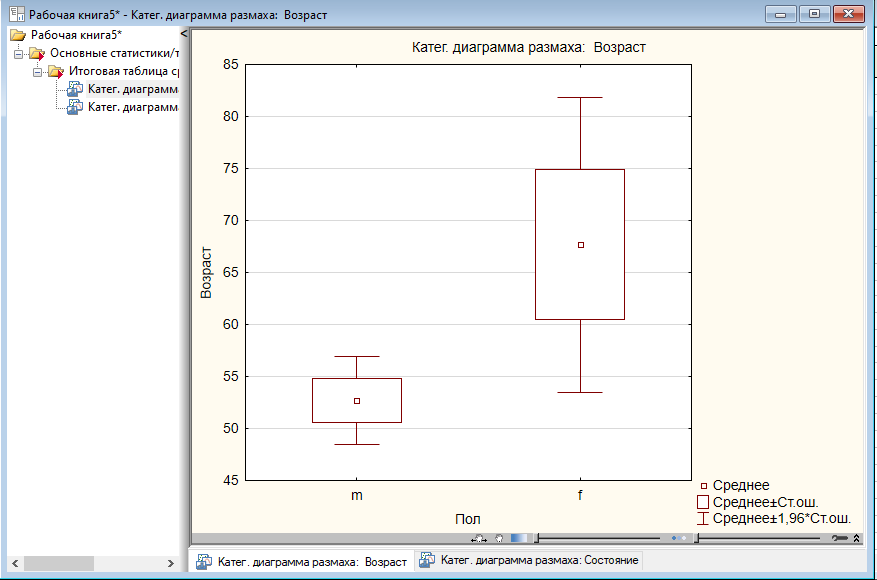 Рабочая книга5* - Катег. диаграмма размаха: Возраст
Рабочая книга5*
Основные статистики/т
Итоговая таблица ср
Катег. диаграмма
Катег. диаграмма
Катег. диаграмма размаха: Возраст
85
80
75
70
65
60
55
50
45
Возраст
m
f
Пол
Среднее
Среднее±Ст.ош.
Среднее±1,96*Ст.ош.
Катег. диаграмма размаха: Возраст
Катег. диаграмма размаха: Состояние